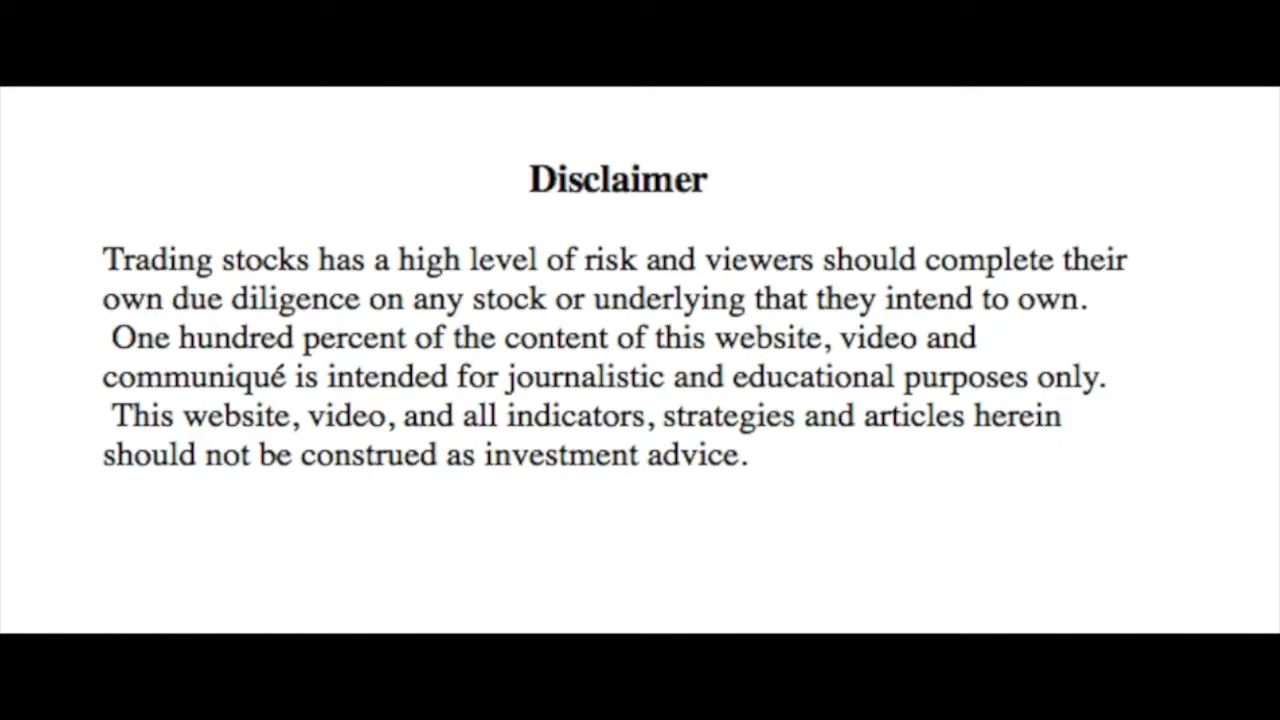 Disclaimer
Trading stocks has a high level of risk and viewers should complete their
own due diligence on any stock or underlying that they intend to own.
One hundred percent of the content of this website, video and
communiqué is intended for journalistic and educational purposes only.
This website, video, and all indicators, strategies and articles herein
should not be construed as investment advice.